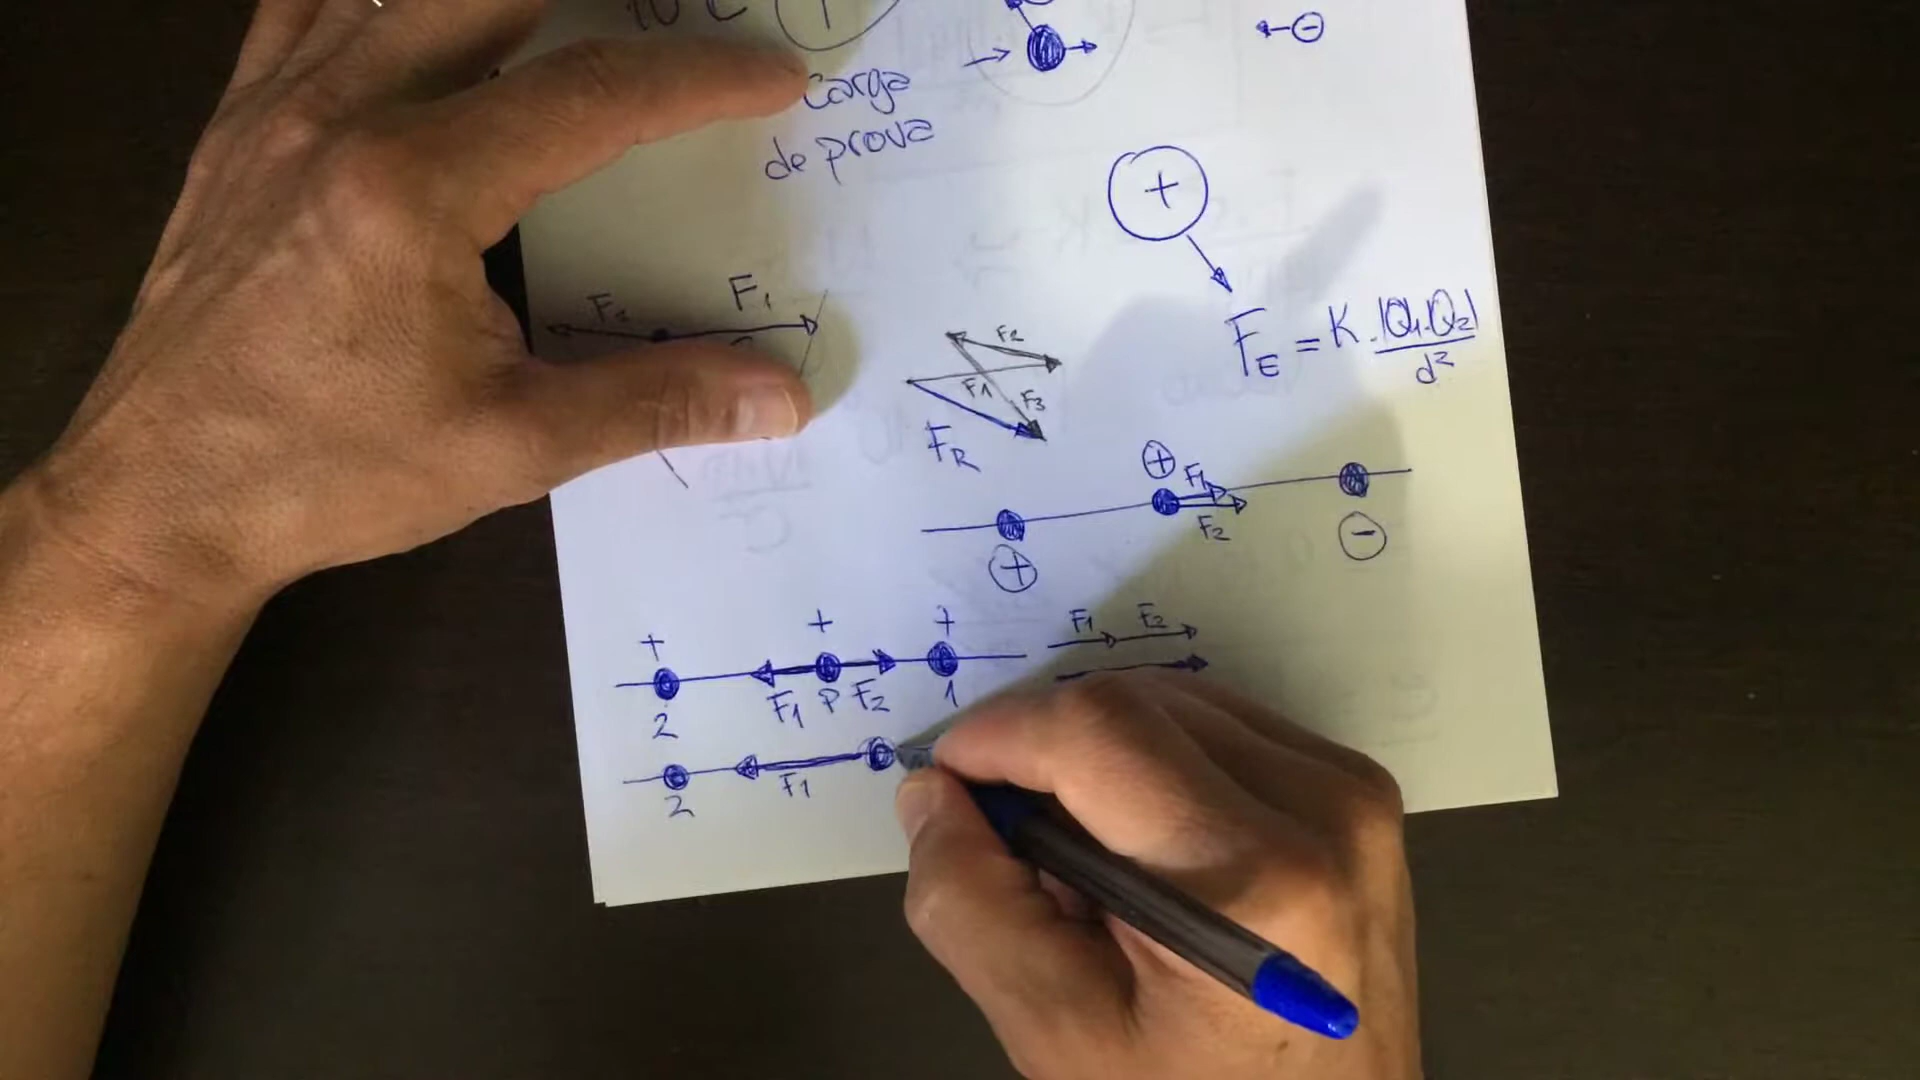 10 C
Carga
de prova
+
-
F_E = K . |Q1.Q2| / d²
F1
F2
F1
F3
F_R
+
F1
F2
+
-
+ + +
F1 P F2
2 1
F1 F2
F1
2